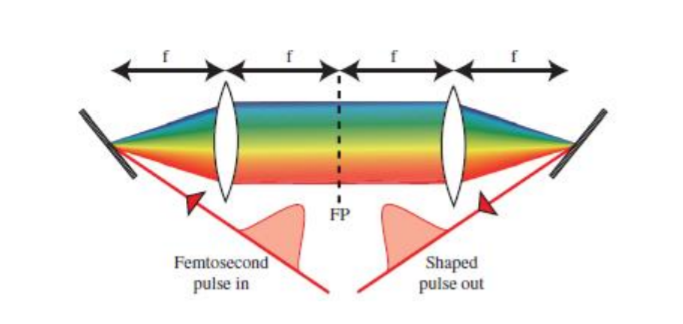 f f f f
FP
Femtosecond
pulse in
Shaped
pulse out